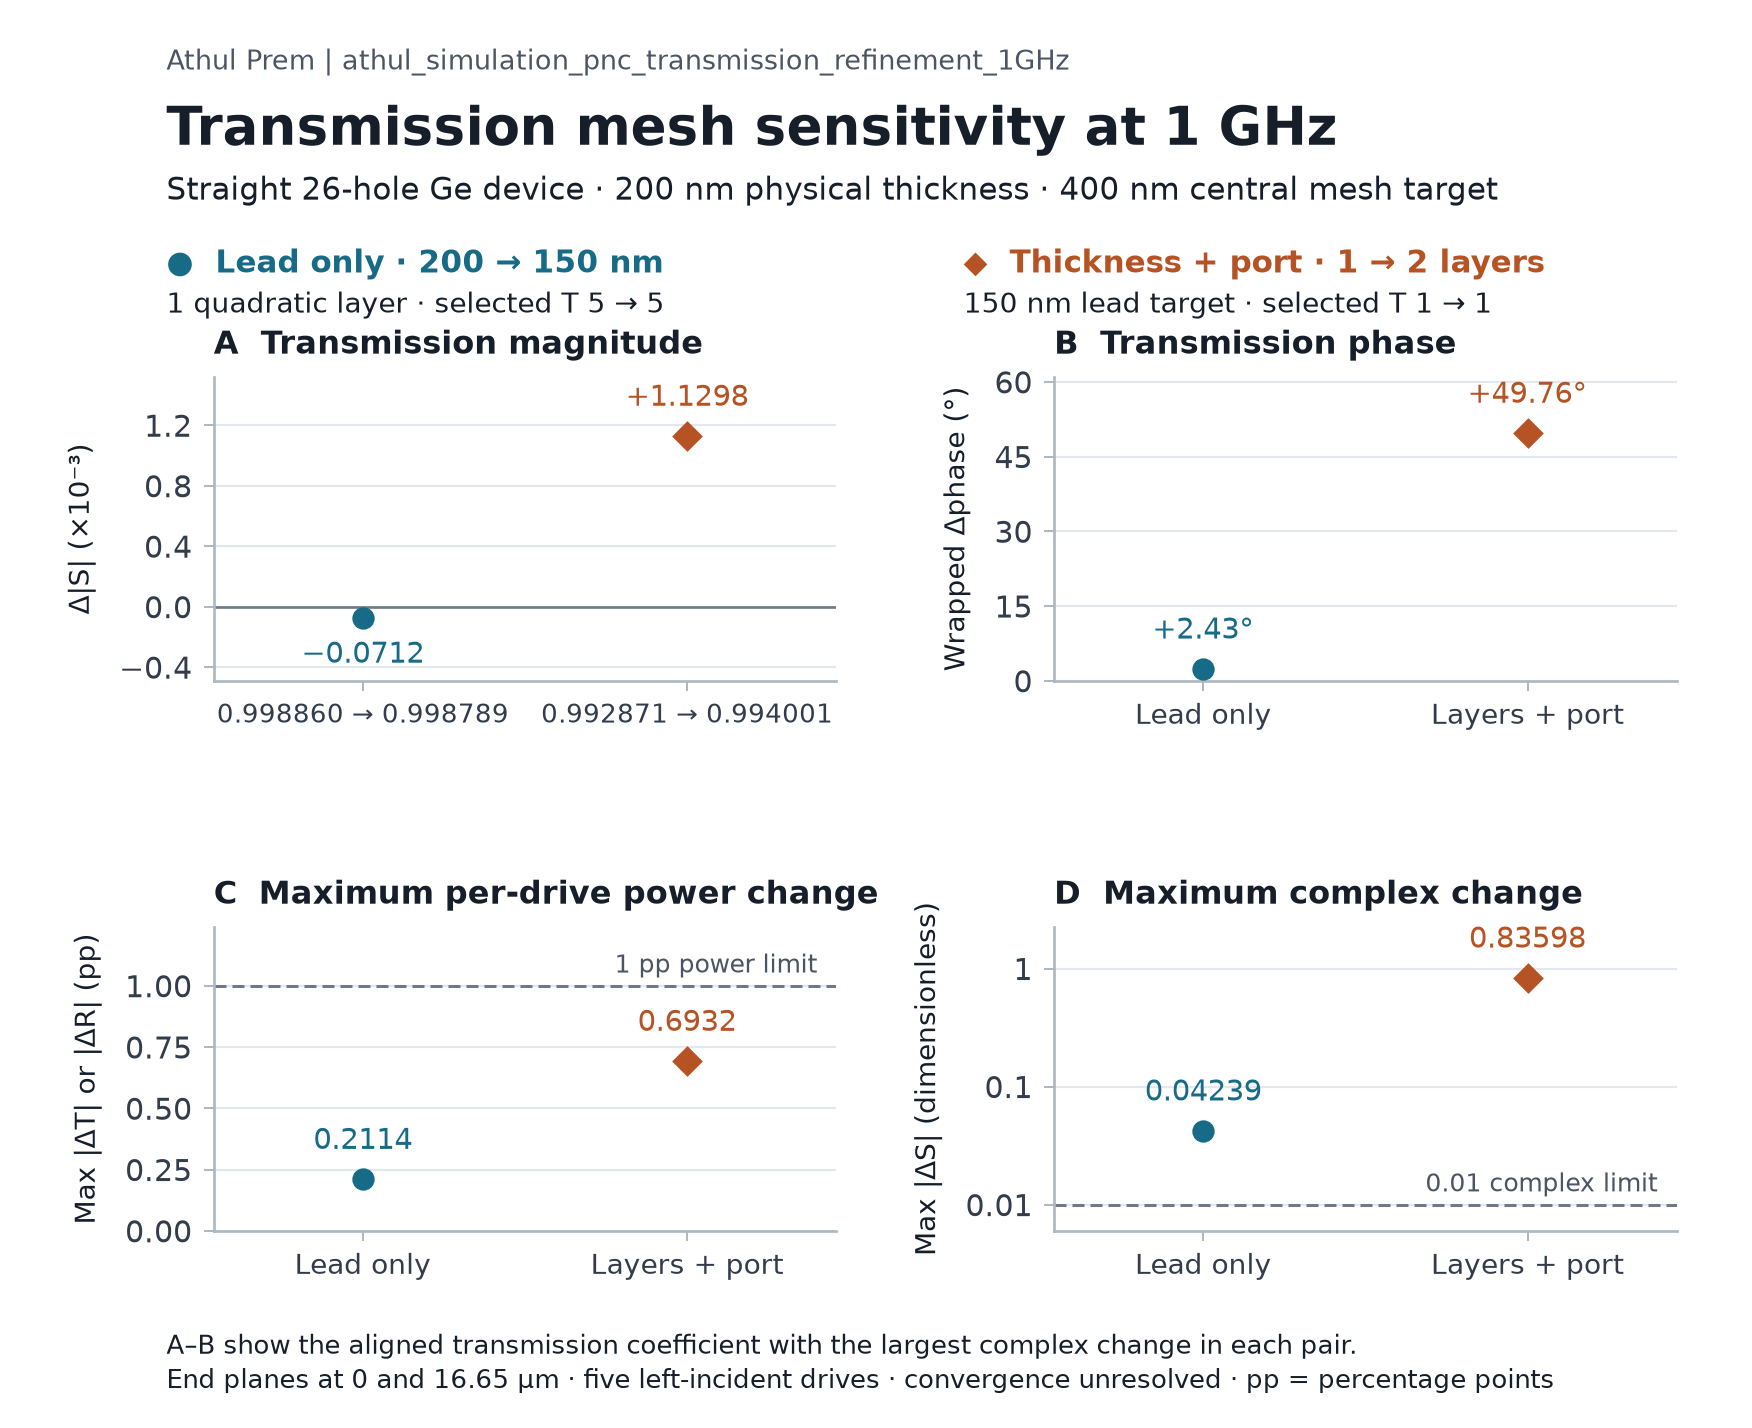 Athul Prem | athul_simulation_pnc_transmission_refinement_1GHz
Transmission mesh sensitivity at 1 GHz
Straight 26-hole Ge device · 200 nm physical thickness · 400 nm central mesh target
Lead only · 200 → 150 nm
1 quadratic layer · selected T 5 → 5
Thickness + port · 1 → 2 layers
150 nm lead target · selected T 1 → 1
A Transmission magnitude
Δ|S| (×10⁻³)
1.2
0.8
0.4
0.0
−0.4
+1.1298
−0.0712
0.998860 → 0.998789
0.992871 → 0.994001
B Transmission phase
Wrapped Δphase (°)
60
45
30
15
0
+49.76°
+2.43°
Lead only
Layers + port
C Maximum per-drive power change
Max |ΔT| or |ΔR| (pp)
1.00
0.75
0.50
0.25
0.00
1 pp power limit
0.6932
0.2114
Lead only
Layers + port
D Maximum complex change
Max |ΔS| (dimensionless)
1
0.1
0.01
0.83598
0.04239
0.01 complex limit
Lead only
Layers + port
A–B show the aligned transmission coefficient with the largest complex change in each pair.
End planes at 0 and 16.65 μm · five left-incident drives · convergence unresolved · pp = percentage points